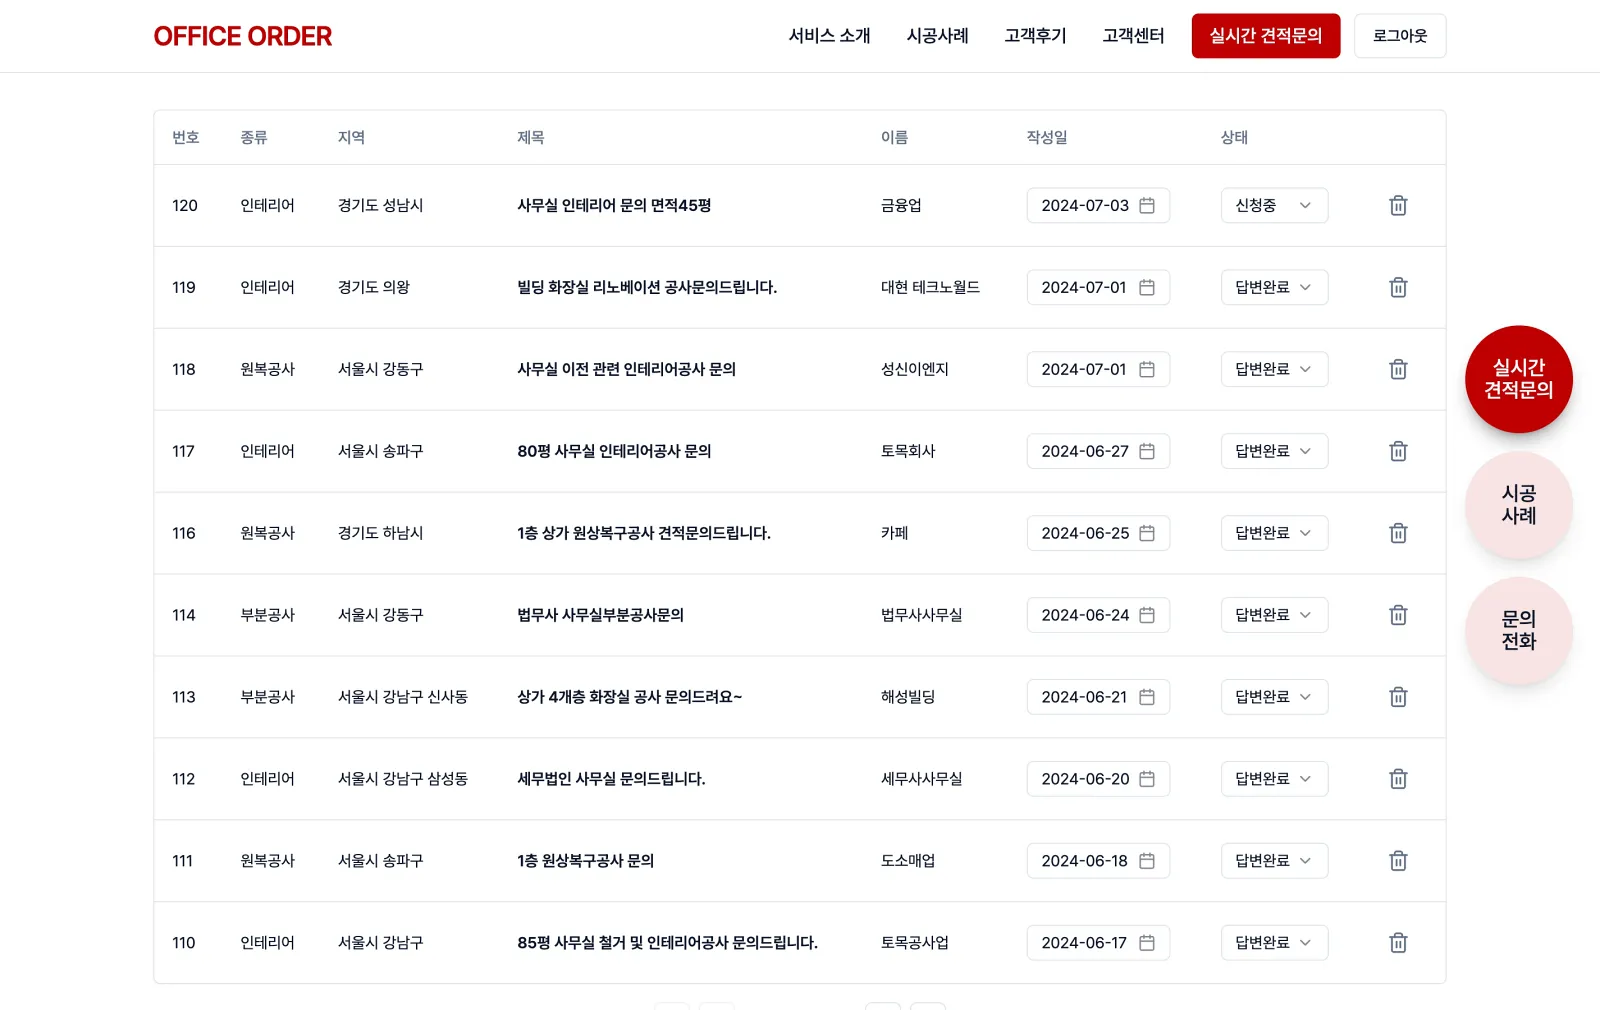 OFFICE ORDER
서비스 소개 시공사례 고객후기 고객센터 실시간 견적문의 로그아웃
번호 종류 지역 제목 이름 작성일 상태
120 인테리어 경기도 성남시 사무실 인테리어 문의 면적45평 금융업 2024-07-03 신청중
119 인테리어 경기도 의왕 빌딩 화장실 리노베이션 공사문의드립니다. 대현 테크노월드 2024-07-01 답변완료
118 원복공사 서울시 강동구 사무실 이전 관련 인테리어공사 문의 성신이엔지 2024-07-01 답변완료
117 인테리어 서울시 송파구 80평 사무실 인테리어공사 문의 토목회사 2024-06-27 답변완료
116 원복공사 경기도 하남시 1층 상가 원상복구공사 견적문의드립니다. 카페 2024-06-25 답변완료
114 부분공사 서울시 강동구 법무사 사무실부분공사문의 법무사사무실 2024-06-24 답변완료
113 부분공사 서울시 강남구 신사동 상가 4개층 화장실 공사 문의드려요~ 해성빌딩 2024-06-21 답변완료
112 인테리어 서울시 강남구 삼성동 세무법인 사무실 문의드립니다. 세무사사무실 2024-06-20 답변완료
111 원복공사 서울시 송파구 1층 원상복구공사 문의 도소매업 2024-06-18 답변완료
110 인테리어 서울시 강남구 85평 사무실 철거 및 인테리어공사 문의드립니다. 토목공사업 2024-06-17 답변완료
실시간
견적문의
시공
사례
문의
전화